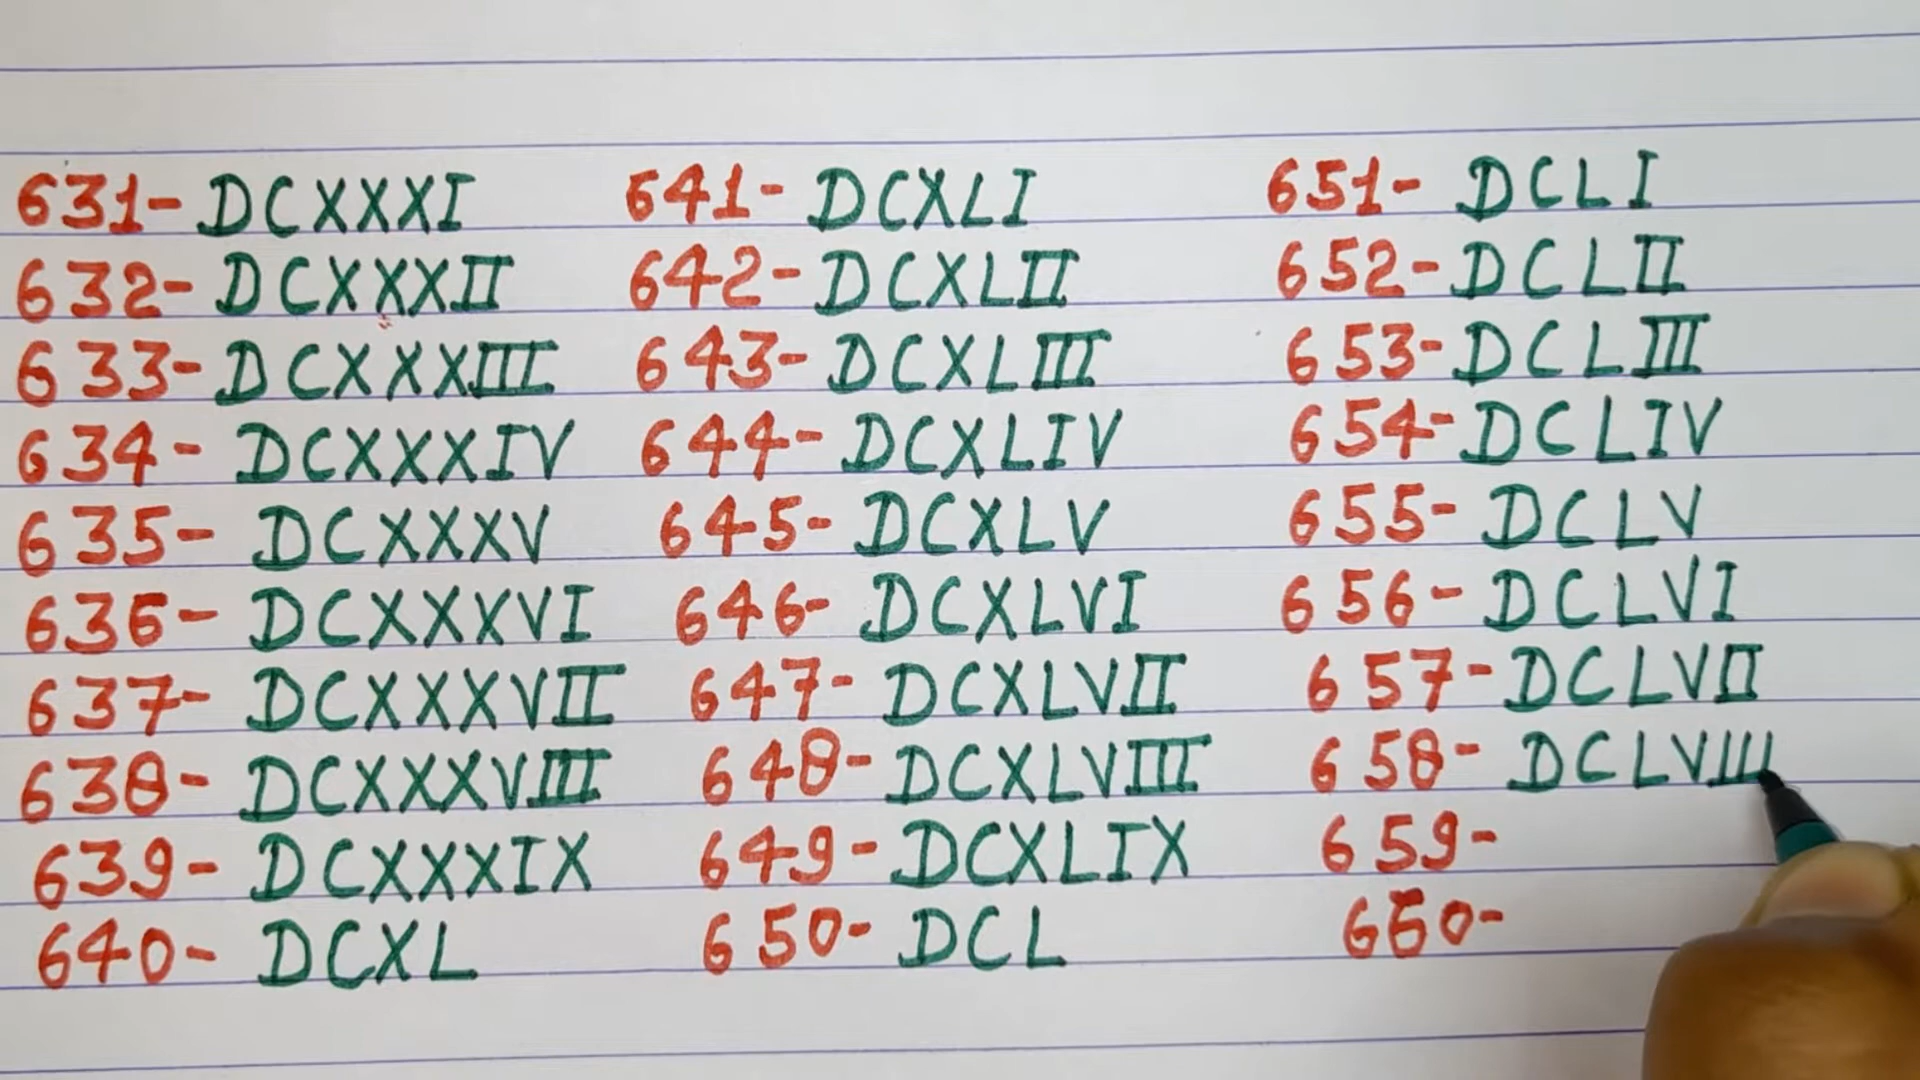 631- DCXXXI
632- DCXXXII
633- DCXXXIII
634- DCXXXIV
635- DCXXXV
636- DCXXXVI
637- DCXXXVII
638- DCXXXVIII
639- DCXXXIX
640- DCXL
641- DCXLI
642- DCXLII
643- DCXLIII
644- DCXLIV
645- DCXLV
646- DCXLVI
647- DCXLVII
648- DCXLVIII
649- DCXLIX
650- DCL
651- DCLI
652- DCLII
653- DCLIII
654- DCLIV
655- DCLV
656- DCLVI
657- DCLVII
658- DCLVIII
659-
660-